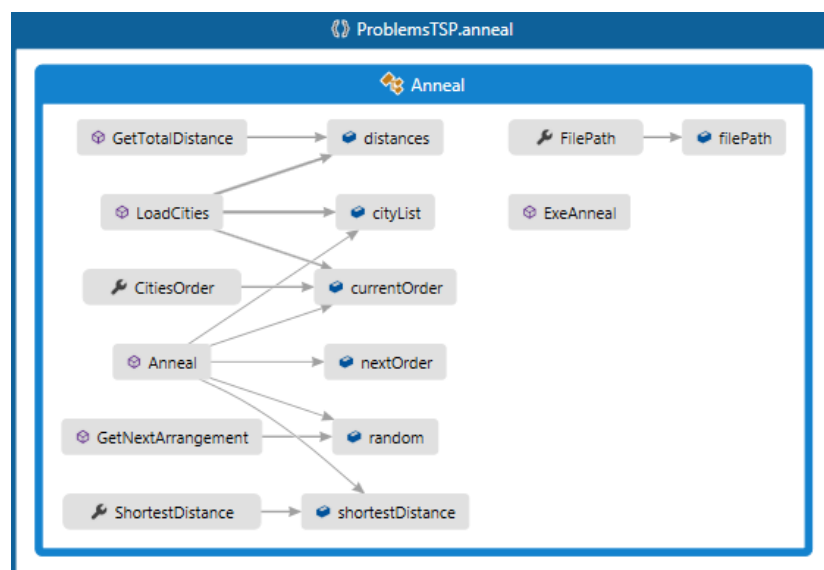 ProblemsTSP.anneal
Anneal
GetTotalDistance distances FilePath filePath
LoadCities cityList ExeAnneal
CitiesOrder currentOrder
Anneal nextOrder
GetNextArrangement random
ShortestDistance shortestDistance